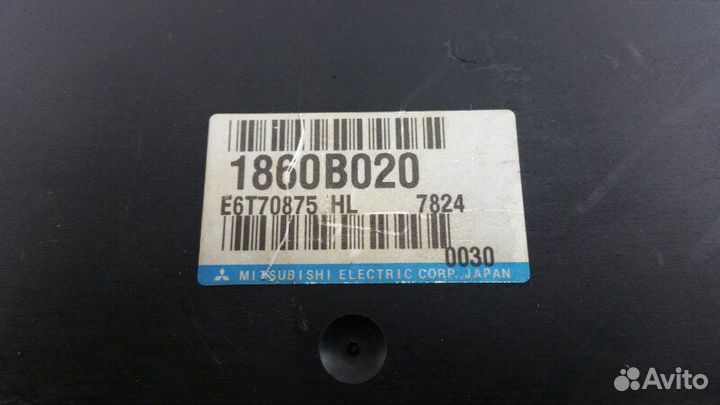 1860B020
E6T70875 HL 7824
0030
MITSUBISHI ELECTRIC CORP., JAPAN
Avito